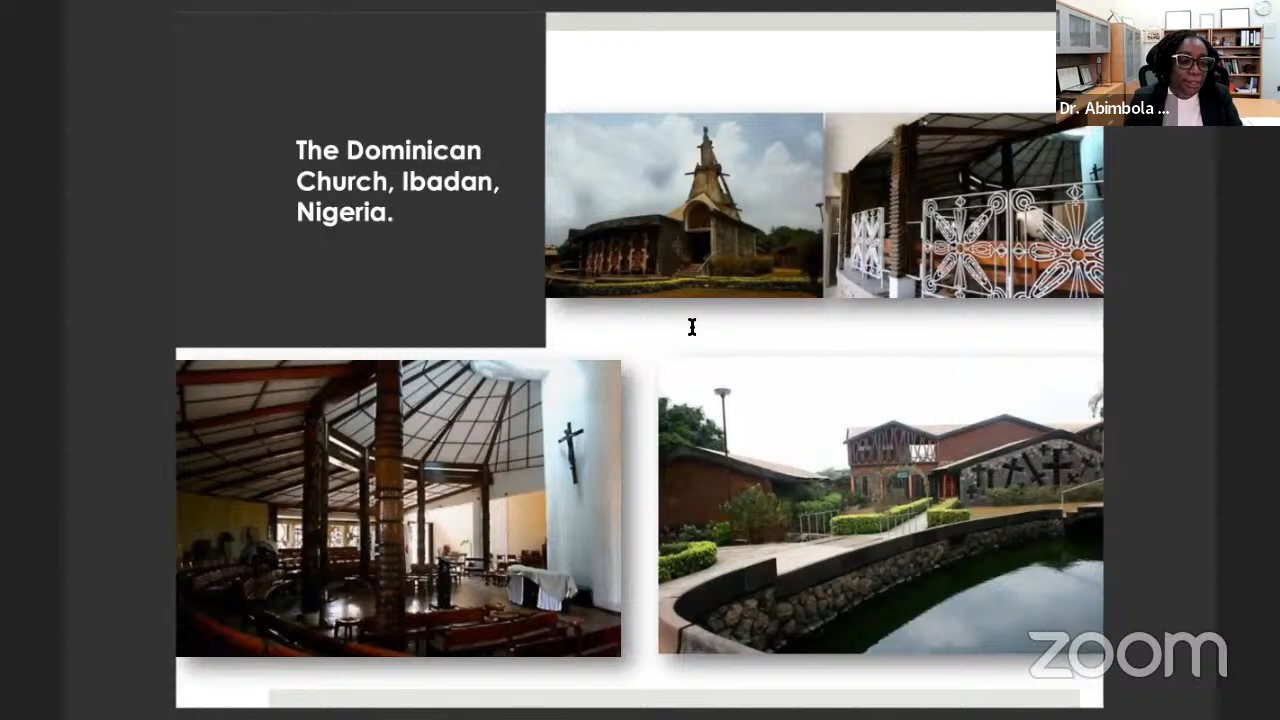 The Dominican
Church, Ibadan,
Nigeria.
Dr. Abimbola ...
zoom